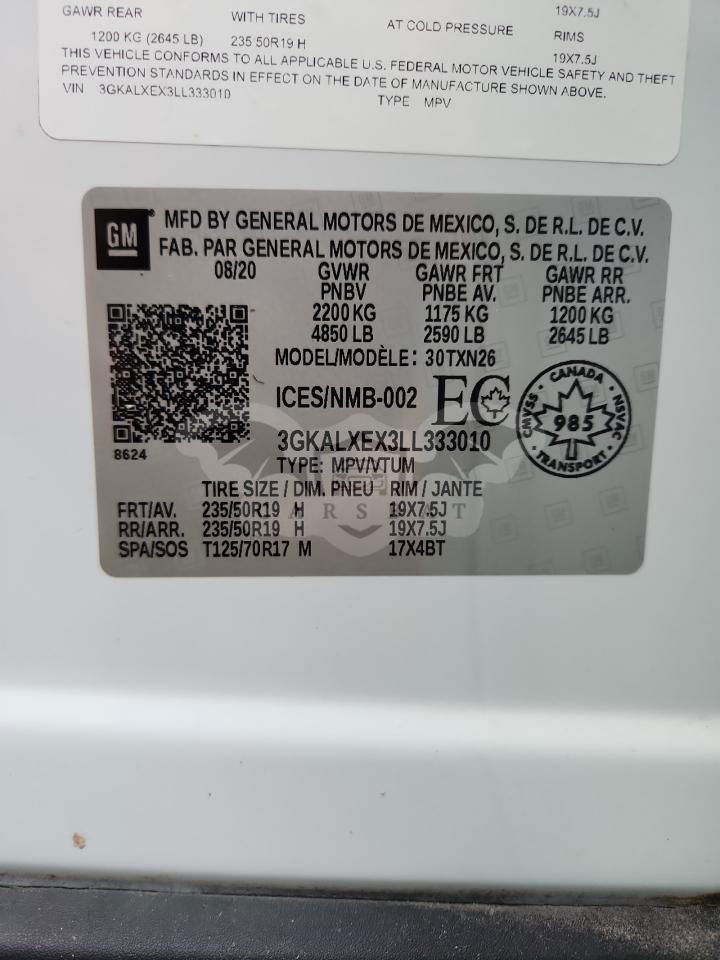 GAWR REAR WITH TIRES AT COLD PRESSURE 19X7.5J
RIMS
1200 KG (2645 LB) 235 50R19 H 19X7.5J
THIS VEHICLE CONFORMS TO ALL APPLICABLE U.S. FEDERAL MOTOR VEHICLE SAFETY AND THEFT
PREVENTION STANDARDS IN EFFECT ON THE DATE OF MANUFACTURE SHOWN ABOVE.
VIN 3GKALXEX3LL333010 TYPE MPV
GM ® MFD BY GENERAL MOTORS DE MEXICO, S. DE R.L. DE C.V.
FAB. PAR GENERAL MOTORS DE MEXICO, S. DE R.L. DE C.V.
08/20 GVWR GAWR FRT GAWR RR
PNBV PNBE AV. PNBE ARR.
2200 KG 1175 KG 1200 KG
4850 LB 2590 LB 2645 LB
MODEL/MODÈLE: 30TXN26
ICES/NMB-002 EC
CANADA
CMVSS 985 NSVAC
TRANSPORT
8624 3GKALXEX3LL333010
TYPE: MPV/VTUM
TIRE SIZE / DIM. PNEU RIM / JANTE
FRT/AV. 235/50R19 H 19X7.5J
RR/ARR. 235/50R19 H 19X7.5J
SPA/SOS T125/70R17 M 17X4BT